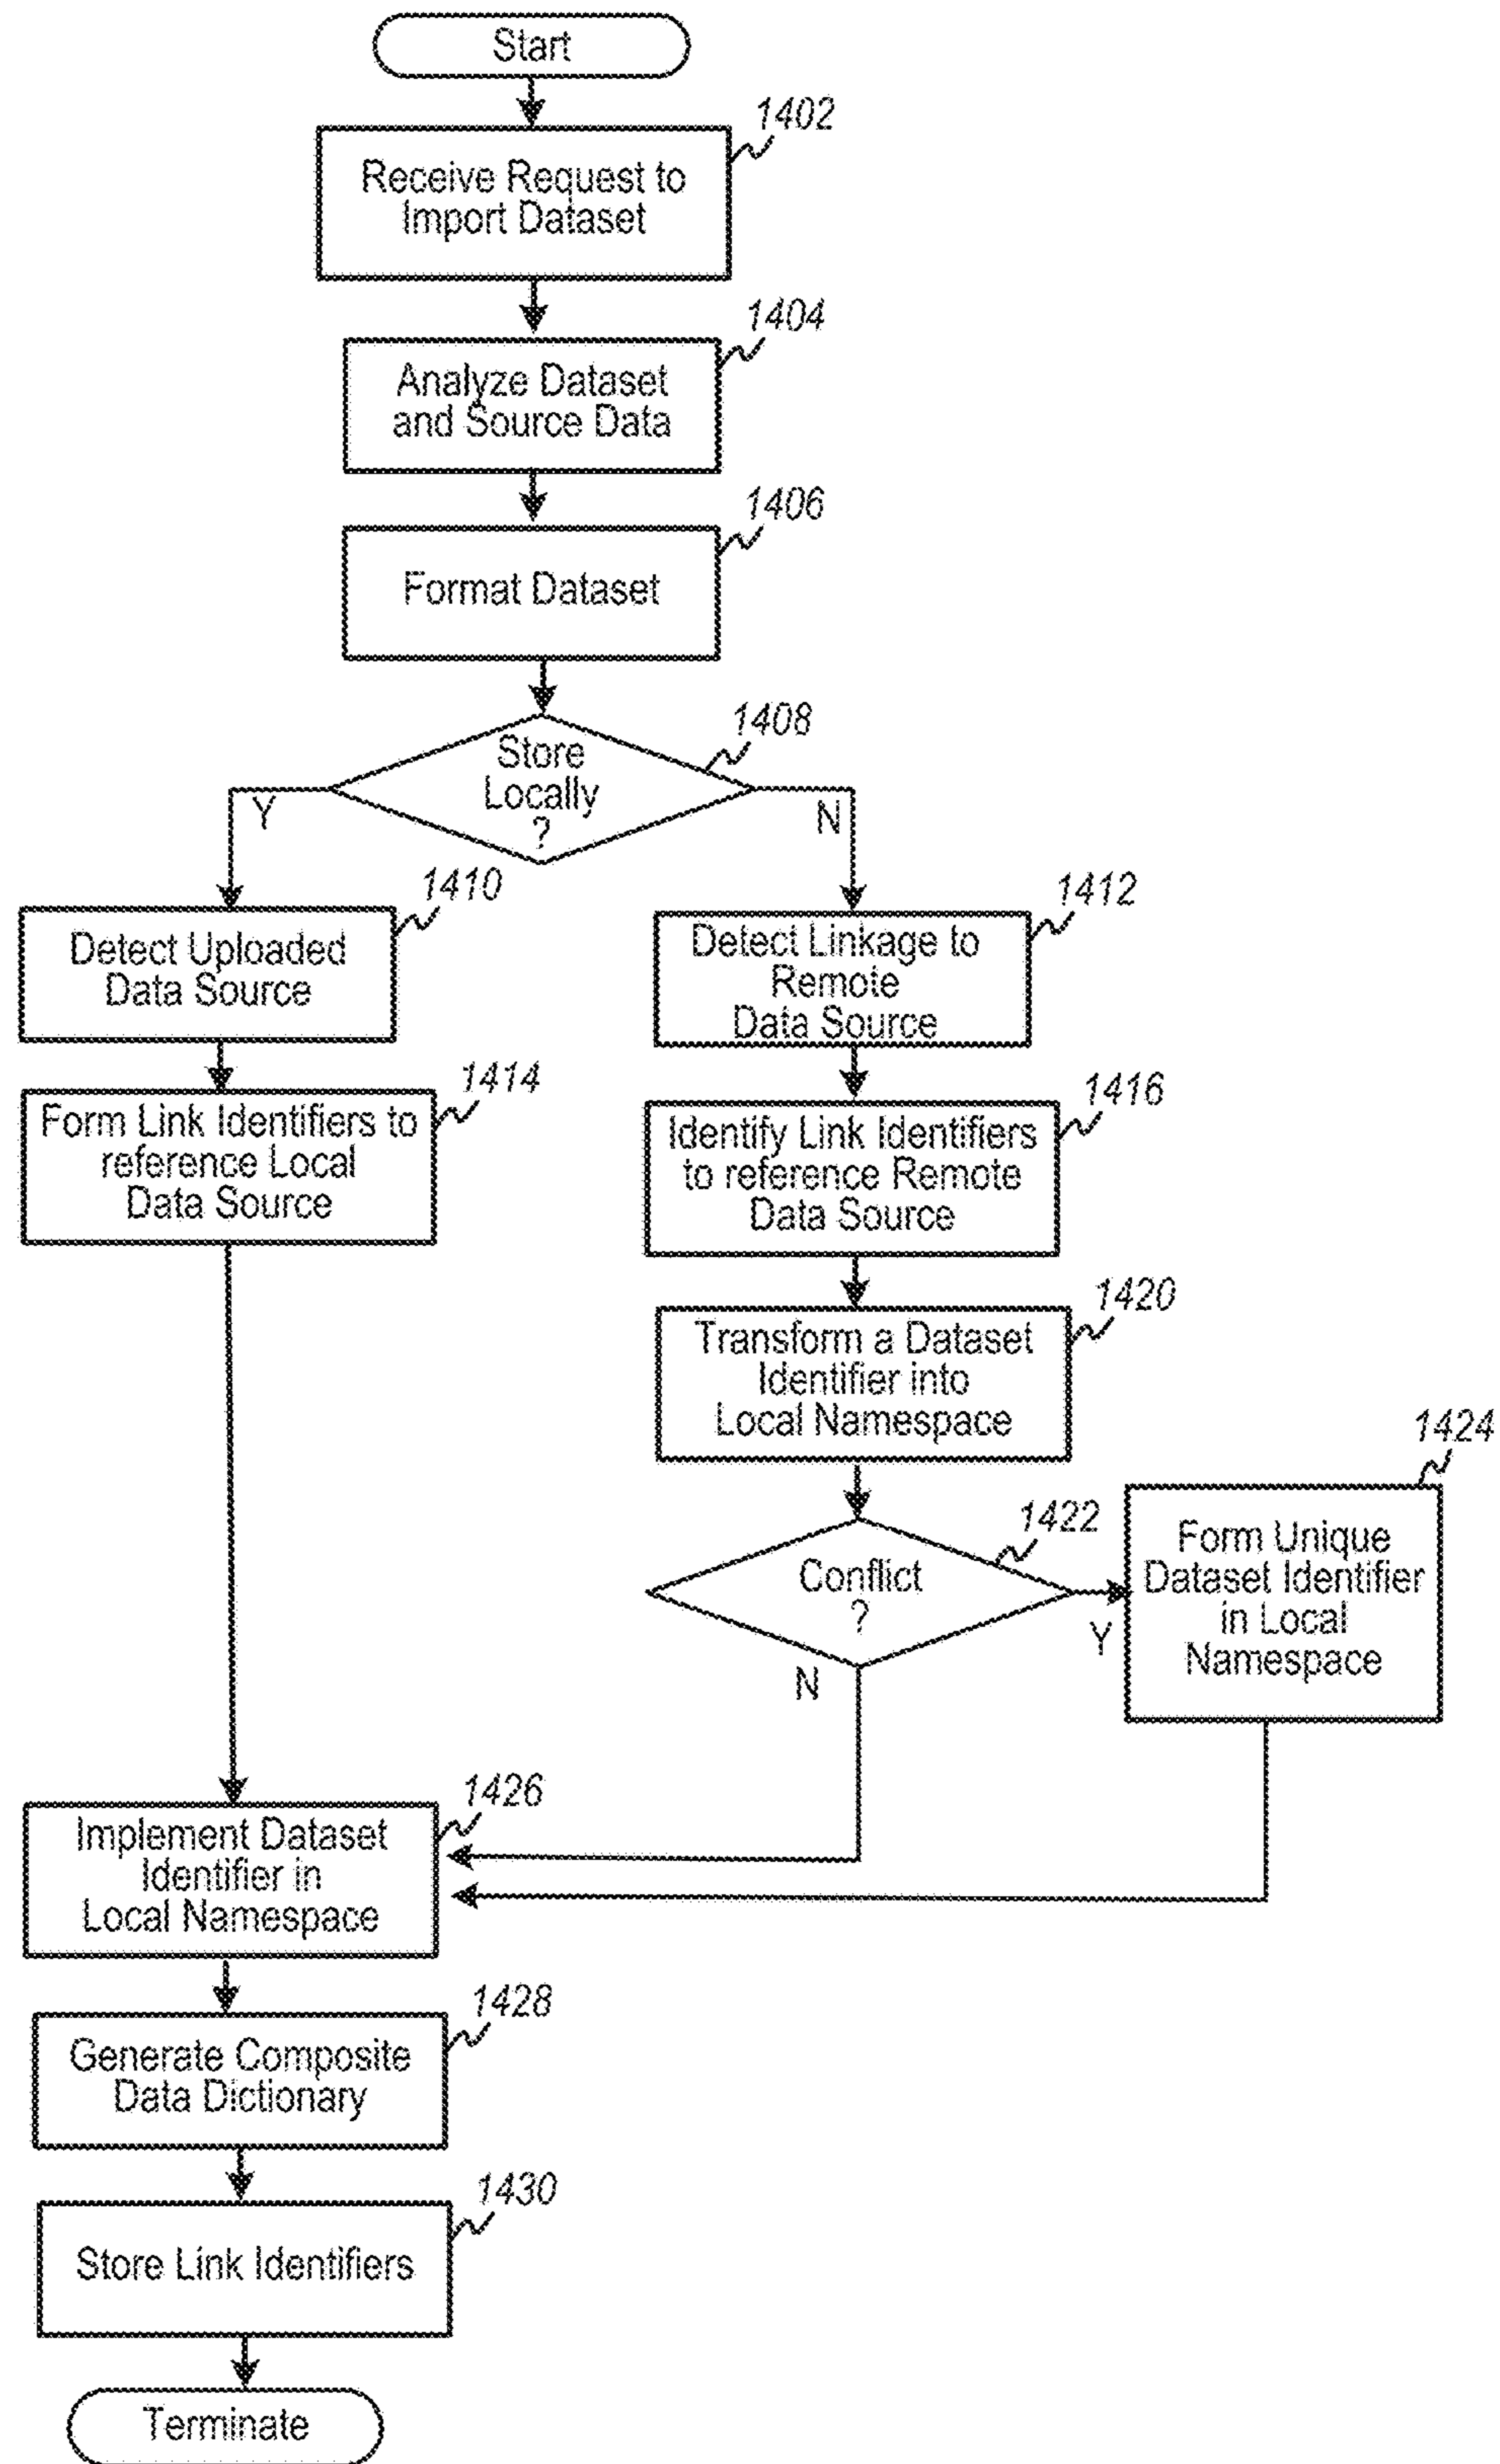 Start
1402
Receive Request to
Import Dataset
1404
Analyze Dataset
and Source Data
1406
Format Dataset
1408
Store
Locally
?
Y
N
1410
Detect Uploaded
Data Source
1412
Detect Linkage to
Remote
Data Source
1414
Form Link Identifiers to
reference Local
Data Source
1416
Identify Link Identifiers
to reference Remote
Data Source
1420
Transform a Dataset
Identifier into
Local Namespace
1422
Conflict
?
Y
N
1424
Form Unique
Dataset Identifier
in Local
Namespace
1426
Implement Dataset
Identifier in
Local Namespace
1428
Generate Composite
Data Dictionary
1430
Store Link Identifiers
Terminate